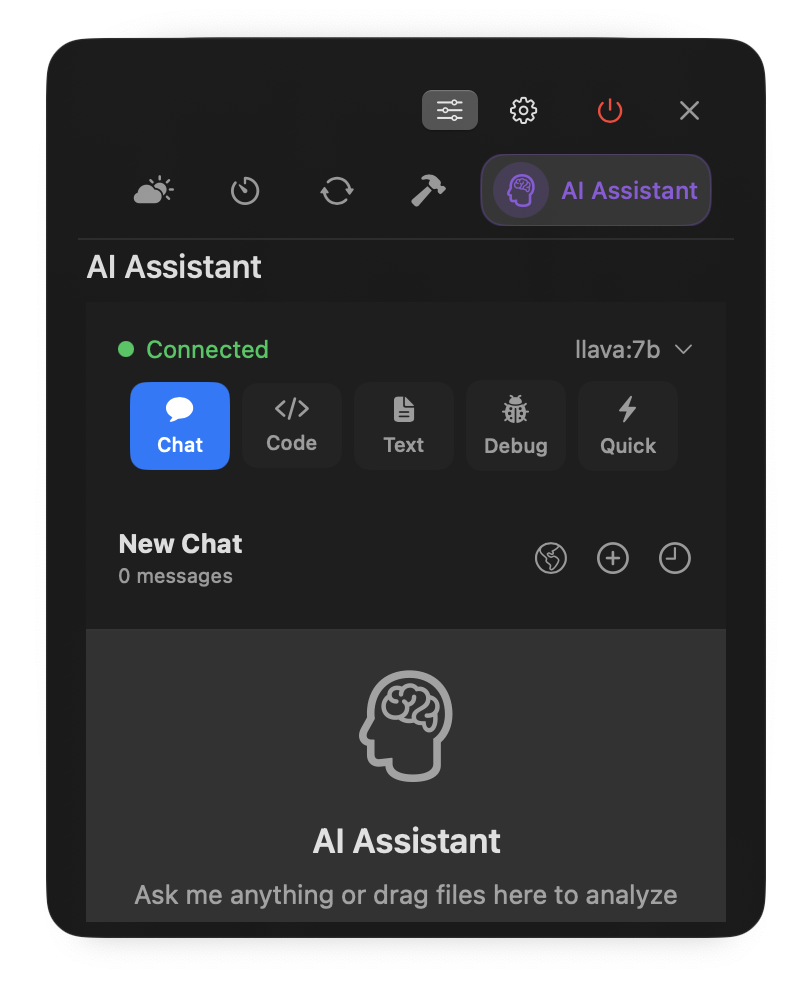 AI Assistant
AI Assistant
Connected
llava:7b
Chat
Code
Text
Debug
Quick
New Chat
0 messages
AI Assistant
Ask me anything or drag files here to analyze